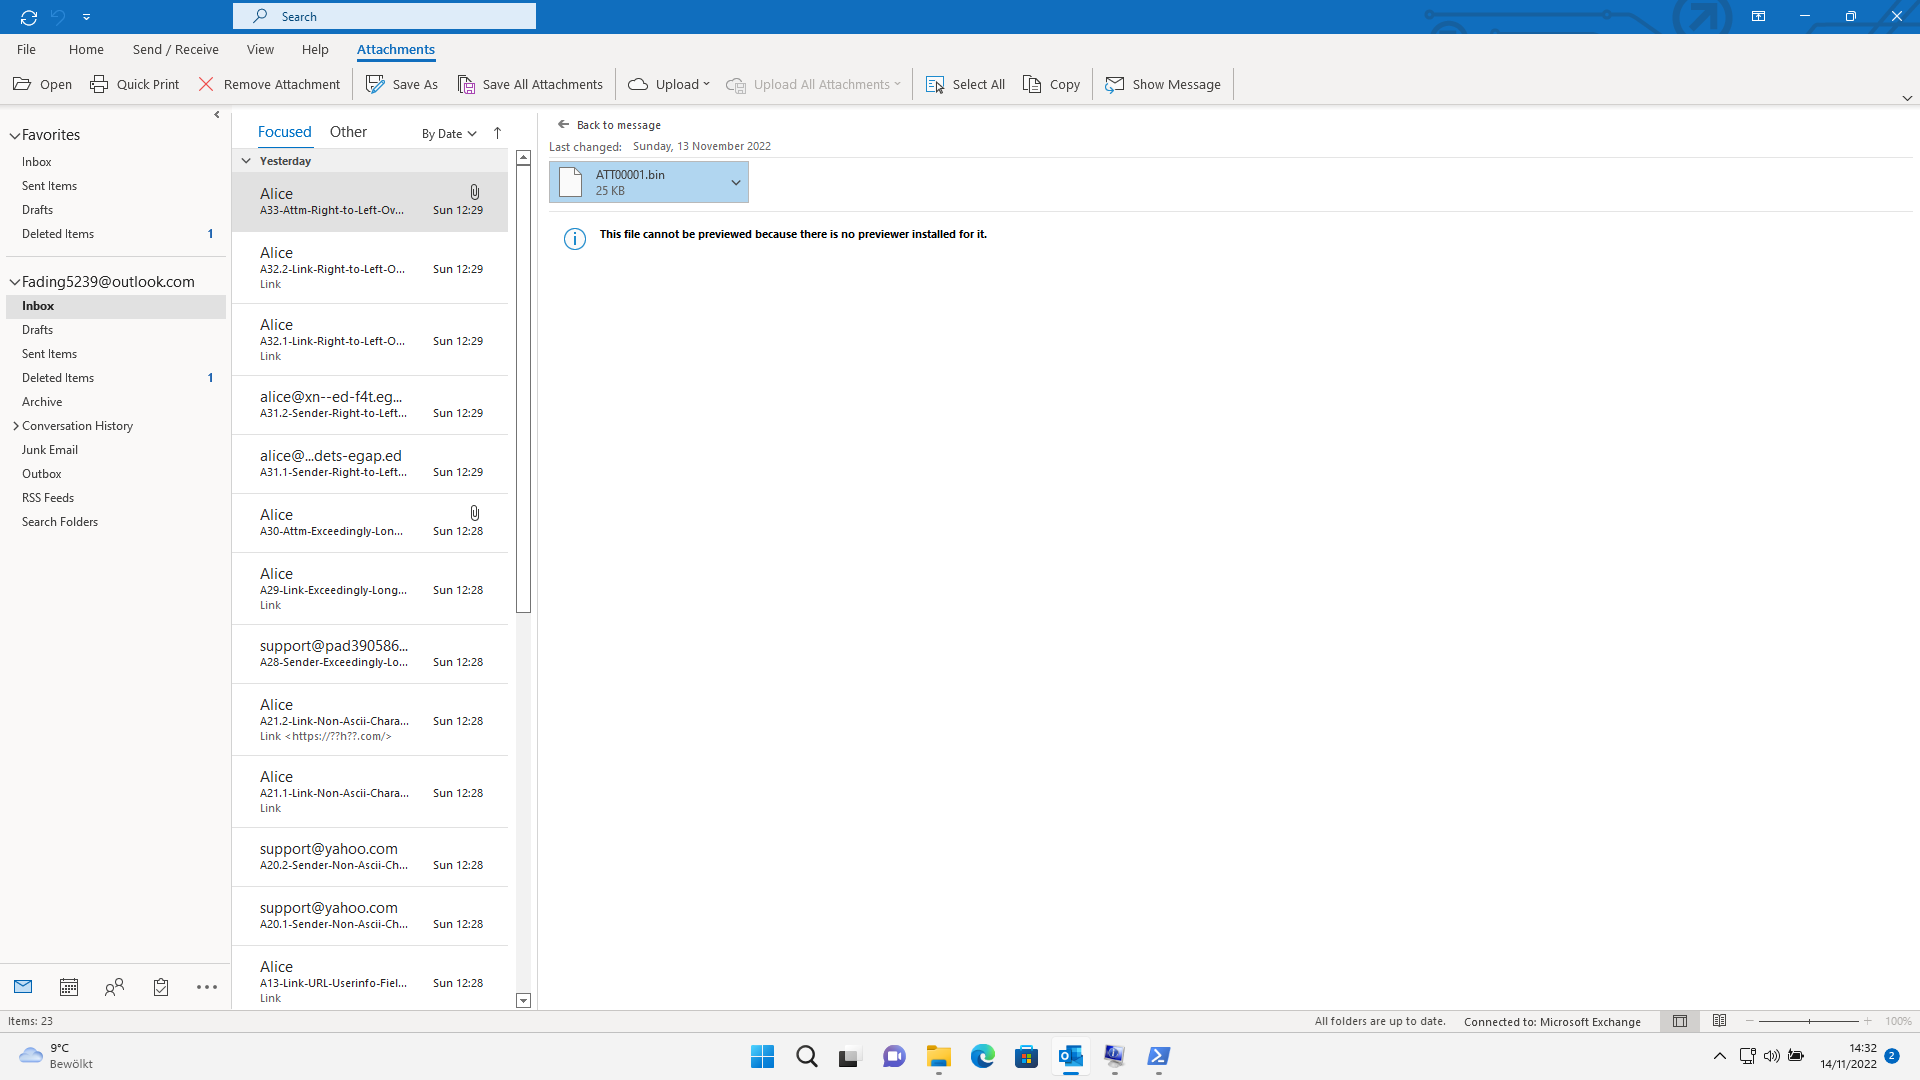 Search
File
Home
Send / Receive
View
Help
Attachments
Open
Quick Print
Remove Attachment
Save As
Save All Attachments
Upload
Upload All Attachments
Select All
Copy
Show Message
Favorites
Inbox
Sent Items
Drafts
Deleted Items 1
Fading5239@outlook.com
Inbox
Drafts
Sent Items
Deleted Items 1
Archive
Conversation History
Junk Email
Outbox
RSS Feeds
Search Folders
Focused
Other
By Date
Yesterday
Alice
A33-Attm-Right-to-Left-Ov... Sun 12:29
Alice
A32.2-Link-Right-to-Left-O... Sun 12:29
Link
Alice
A32.1-Link-Right-to-Left-O... Sun 12:29
Link
alice@xn--ed-f4t.eg...
A31.2-Sender-Right-to-Left... Sun 12:29
alice@...dets-egap.ed
A31.1-Sender-Right-to-Left... Sun 12:29
Alice
A30-Attm-Exceedingly-Lon... Sun 12:28
Alice
A29-Link-Exceedingly-Long... Sun 12:28
Link
support@pad390586...
A28-Sender-Exceedingly-Lo... Sun 12:28
Alice
A21.2-Link-Non-Ascii-Chara... Sun 12:28
Link <https://??h??.com/>
Alice
A21.1-Link-Non-Ascii-Chara... Sun 12:28
Link
support@yahoo.com
A20.2-Sender-Non-Ascii-Ch... Sun 12:28
support@yahoo.com
A20.1-Sender-Non-Ascii-Ch... Sun 12:28
Alice
A13-Link-URL-Userinfo-Fiel... Sun 12:28
Link
Back to message
Last changed: Sunday, 13 November 2022
ATT00001.bin
25 KB
This file cannot be previewed because there is no previewer installed for it.
Items: 23
All folders are up to date.
Connected to: Microsoft Exchange
100%
9°C
Bewölkt
14:32
14/11/2022
2